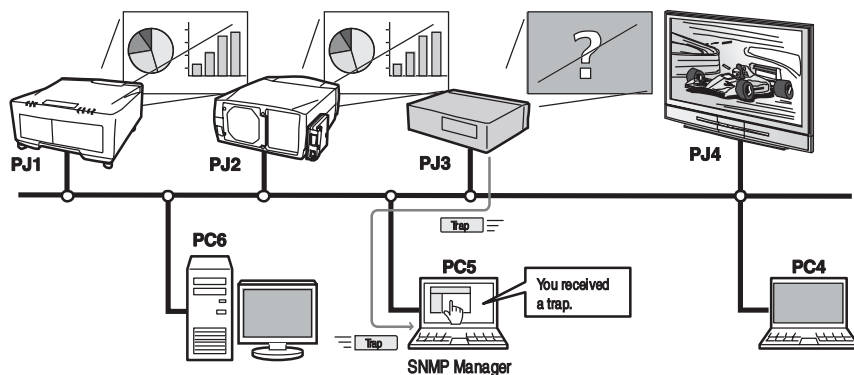 ?
PJ1
PJ2
PJ3
PJ4
Trap
PC6
PC5
PC4
You received
a trap.
Trap
SNMP Manager